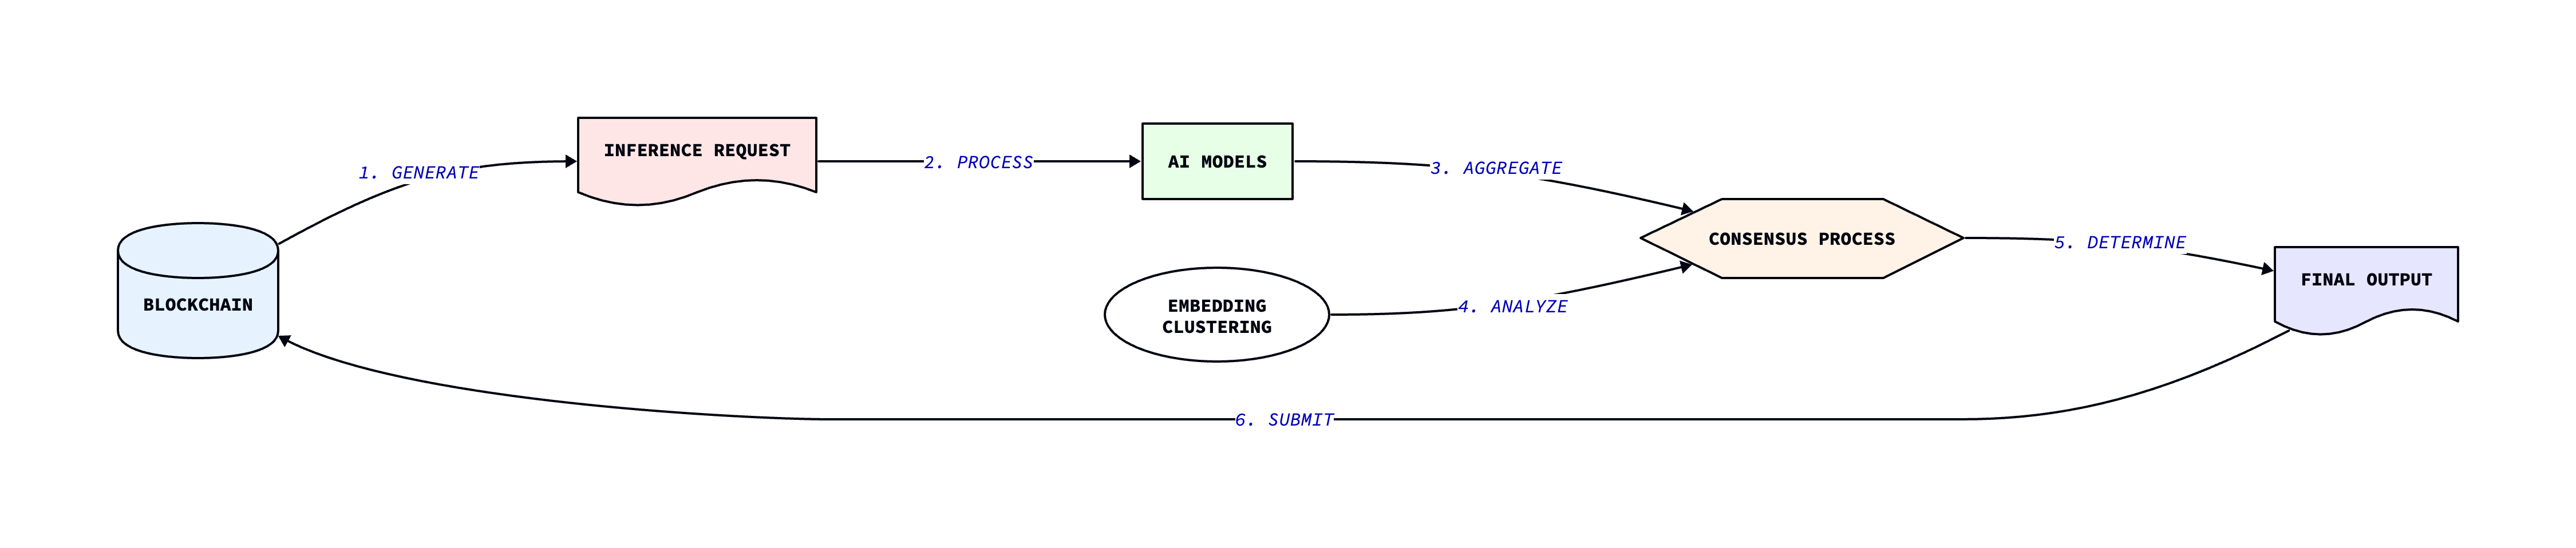 INFERENCE REQUEST
1. GENERATE
2. PROCESS
AI MODELS
3. AGGREGATE
CONSENSUS PROCESS
5. DETERMINE
FINAL OUTPUT
BLOCKCHAIN
EMBEDDING
CLUSTERING
4. ANALYZE
6. SUBMIT